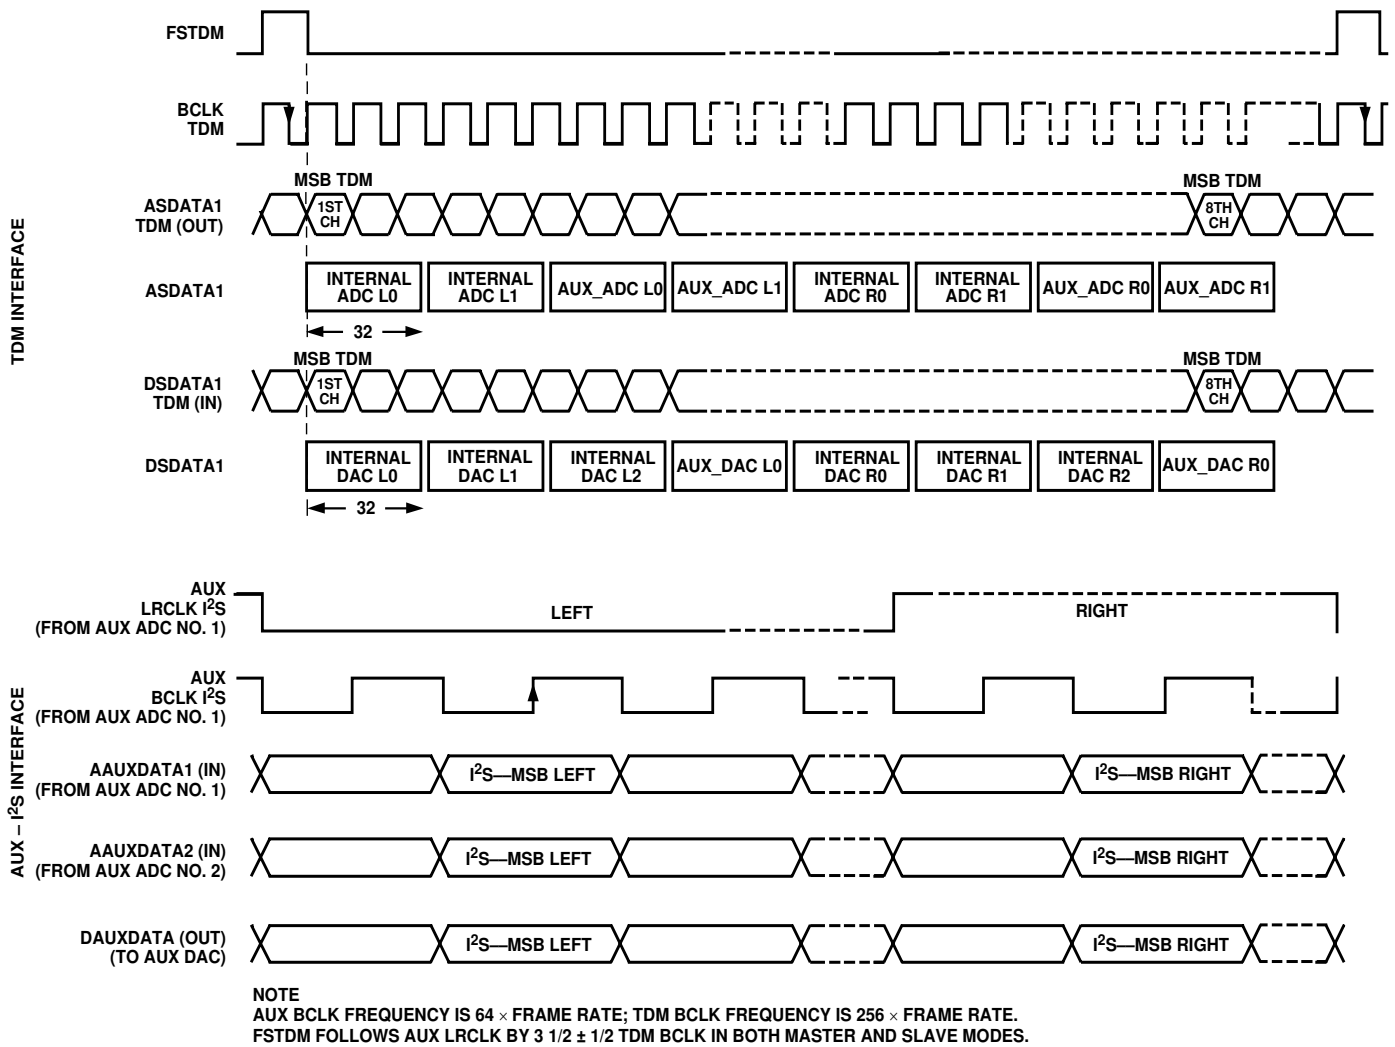 FSTDM
BCLK
TDM
MSB TDM
MSB TDM
ASDATA1
TDM (OUT)
1ST
CH
8TH
CH
ASDATA1
INTERNAL
ADC L0
INTERNAL
ADC L1
AUX_ADC L0
AUX_ADC L1
INTERNAL
ADC R0
INTERNAL
ADC R1
AUX_ADC R0
AUX_ADC R1
32
TDM INTERFACE
MSB TDM
MSB TDM
DSDATA1
TDM (IN)
1ST
CH
8TH
CH
DSDATA1
INTERNAL
DAC L0
INTERNAL
DAC L1
INTERNAL
DAC L2
AUX_DAC L0
INTERNAL
DAC R0
INTERNAL
DAC R1
INTERNAL
DAC R2
AUX_DAC R0
32
AUX
LRCLK I²S
(FROM AUX ADC NO. 1)
LEFT
RIGHT
AUX
BCLK I²S
(FROM AUX ADC NO. 1)
AUX – I²S INTERFACE
AAUXDATA1 (IN)
(FROM AUX ADC NO. 1)
I²S—MSB LEFT
I²S—MSB RIGHT
AAUXDATA2 (IN)
(FROM AUX ADC NO. 2)
I²S—MSB LEFT
I²S—MSB RIGHT
DAUXDATA (OUT)
(TO AUX DAC)
I²S—MSB LEFT
I²S—MSB RIGHT
NOTE
AUX BCLK FREQUENCY IS 64 × FRAME RATE; TDM BCLK FREQUENCY IS 256 × FRAME RATE.
FSTDM FOLLOWS AUX LRCLK BY 3 1/2 ± 1/2 TDM BCLK IN BOTH MASTER AND SLAVE MODES.